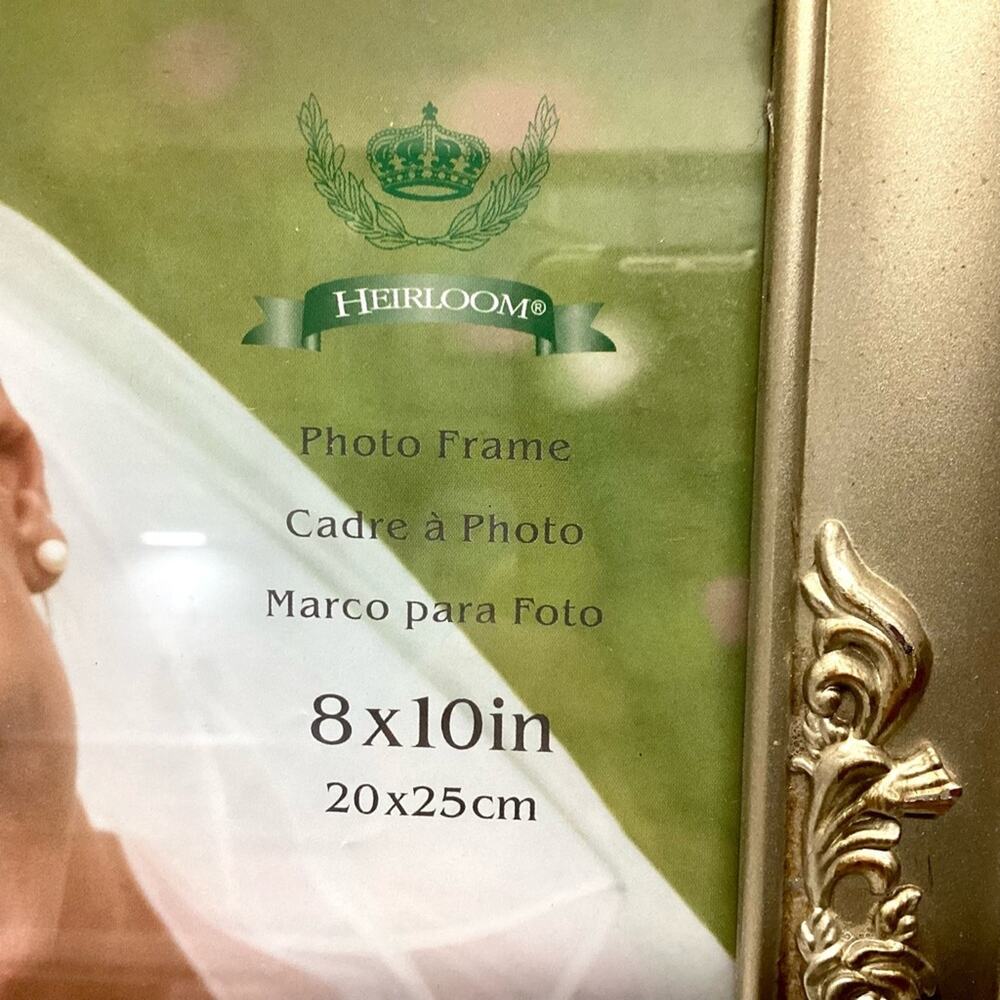 HEIRLOOM®
Photo Frame
Cadre à Photo
Marco para Foto
8x10in
20x25cm